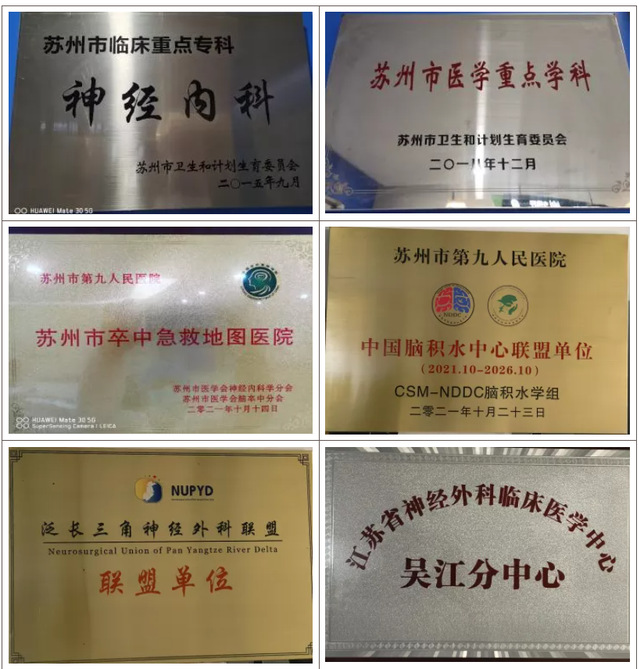 苏州市临床重点专科
神经内科
苏州市卫生和计划生育委员会
二〇一五年九月
HUAWEI Mate 30 5G
苏州市医学重点学科
苏州市卫生和计划生育委员会
二〇一八年十二月
苏州市第九人民医院
苏州市卒中急救地图医院
苏州市医学会神经内科学分会
苏州市医学会脑卒中分会
二零二一年十月十四日
HUAWEI Mate 30 5G
SuperSensing Camera | LEICA
苏州市第九人民医院
NDDC
中国脑积水中心联盟单位
(2021.10-2026.10)
CSM-NDDC脑积水学组
二零二一年十月二十三日
NUPYD
泛长三角神经外科联盟
Neurosurgical Union of Pan Yangtze River Delta
联盟单位
江苏省神经外科临床医学中心
吴江分中心